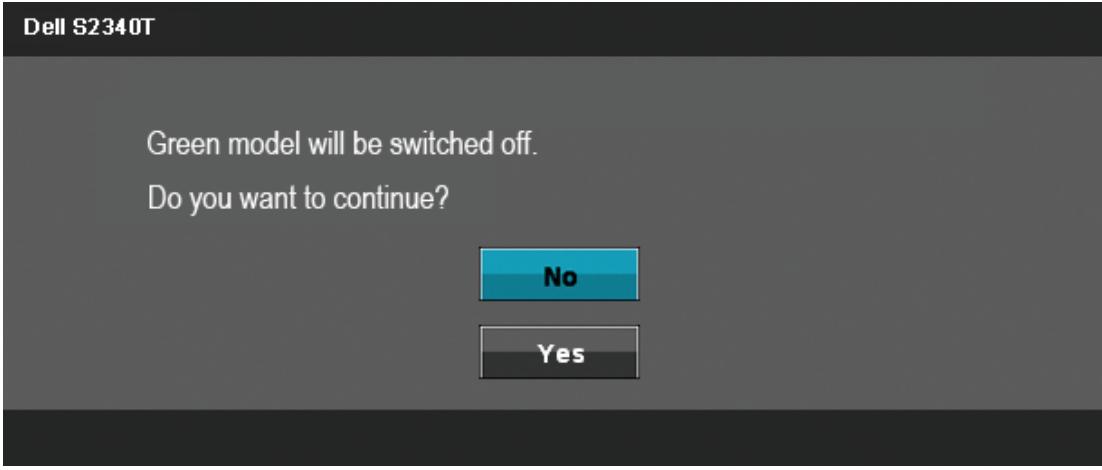 Dell S2340T
Green model will be switched off.
Do you want to continue?
No
Yes